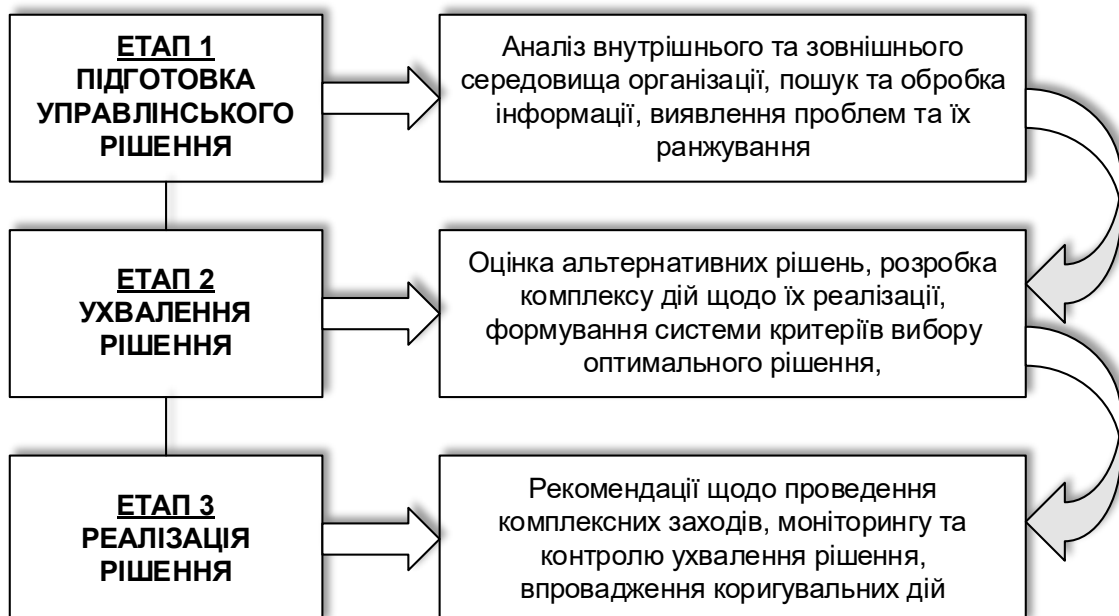 ЕТАП 1
ПІДГОТОВКА
УПРАВЛІНСЬКОГО
РІШЕННЯ
Аналіз внутрішнього та зовнішнього
середовища організації, пошук та обробка
інформації, виявлення проблем та їх
ранжування
ЕТАП 2
УХВАЛЕННЯ
РІШЕННЯ
Оцінка альтернативних рішень, розробка
комплексу дій щодо їх реалізації,
формування системи критеріїв вибору
оптимального рішення,
ЕТАП 3
РЕАЛІЗАЦІЯ
РІШЕННЯ
Рекомендації щодо проведення
комплексних заходів, моніторингу та
контролю ухвалення рішення,
впровадження коригувальних дій